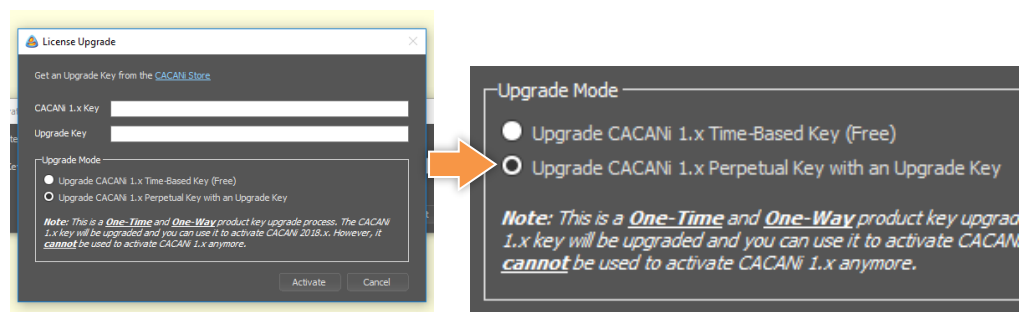 License Upgrade
Get an Upgrade Key from the CACANi Store
CACANi 1.x Key
Upgrade Key
Upgrade Mode
Upgrade CACANi 1.x Time-Based Key (Free)
Upgrade CACANi 1.x Perpetual Key with an Upgrade Key
Note: This is a One-Time and One-Way product key upgrade process. The CACANi
1.x key will be upgraded and you can use it to activate CACANi 2018.x. However, it
cannot be used to activate CACANi 1.x anymore.
Activate Cancel
Upgrade Mode
Upgrade CACANi 1.x Time-Based Key (Free)
Upgrade CACANi 1.x Perpetual Key with an Upgrade Key
Note: This is a One-Time and One-Way product key upgrad
1.x key will be upgraded and you can use it to activate CACANi
cannot be used to activate CACANi 1.x anymore.